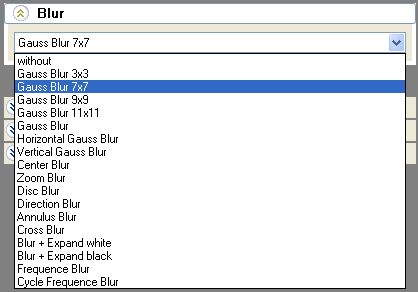 Blur
Gauss Blur 7x7
without
Gauss Blur 3x3
Gauss Blur 7x7
Gauss Blur 9x9
Gauss Blur 11x11
Gauss Blur
Horizontal Gauss Blur
Vertical Gauss Blur
Center Blur
Zoom Blur
Disc Blur
Direction Blur
Annulus Blur
Cross Blur
Blur + Expand white
Blur + Expand black
Frequence Blur
Cycle Frequence Blur